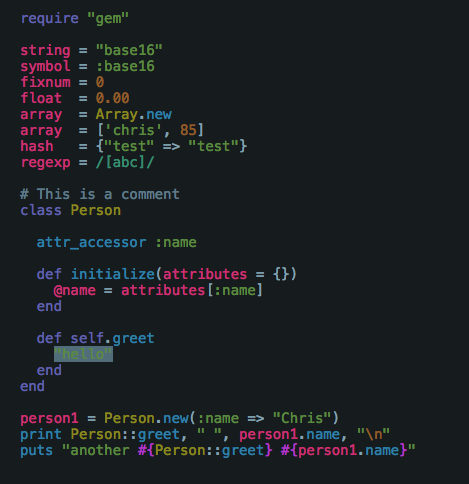 require "gem"

string = "base16"
symbol = :base16
fixnum = 0
float  = 0.00
array  = Array.new
array  = ['chris', 85]
hash   = {"test" => "test"}
regexp = /[abc]/

# This is a comment
class Person

  attr_accessor :name

  def initialize(attributes = {})
    @name = attributes[:name]
  end

  def self.greet
    "hello"
  end
end

person1 = Person.new(:name => "Chris")
print Person::greet, " ", person1.name, "\n"
puts "another #{Person::greet} #{person1.name}"